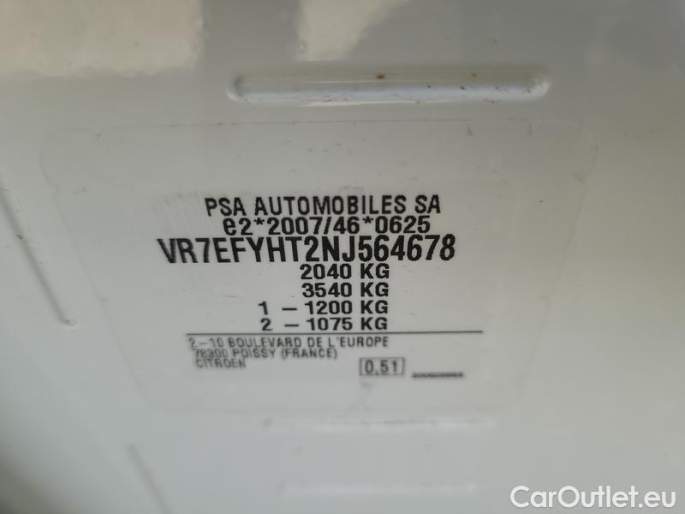 PSA AUTOMOBILES SA
e2*2007/46*0625
VR7EFYHT2NJ564678
2040 KG
3540 KG
1 – 1200 KG
2 – 1075 KG
2-10 BOULEVARD DE L'EUROPE
78300 POISSY (FRANCE)
CITROEN
0.51
CarOutlet.eu